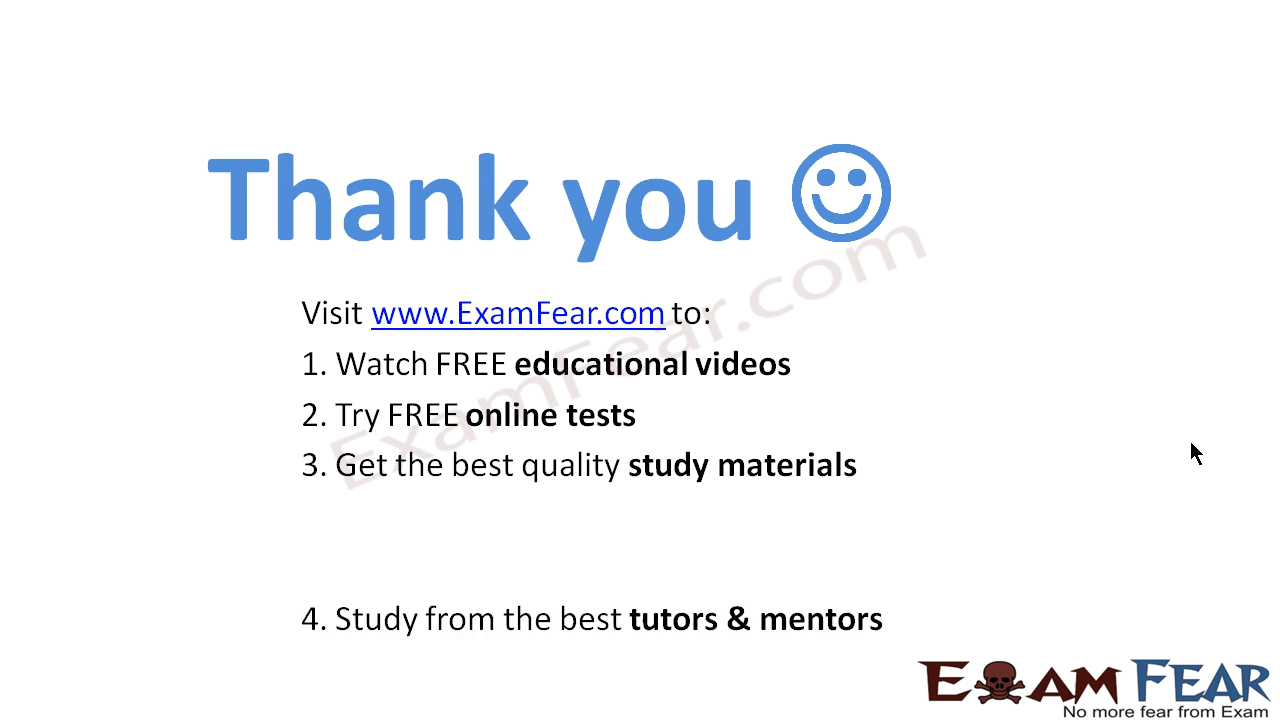 Thank you ☺
Visit www.ExamFear.com to:
1. Watch FREE educational videos
2. Try FREE online tests
3. Get the best quality study materials
4. Study from the best tutors & mentors
ExamFear.com
EXAM FEAR
No more fear from Exam